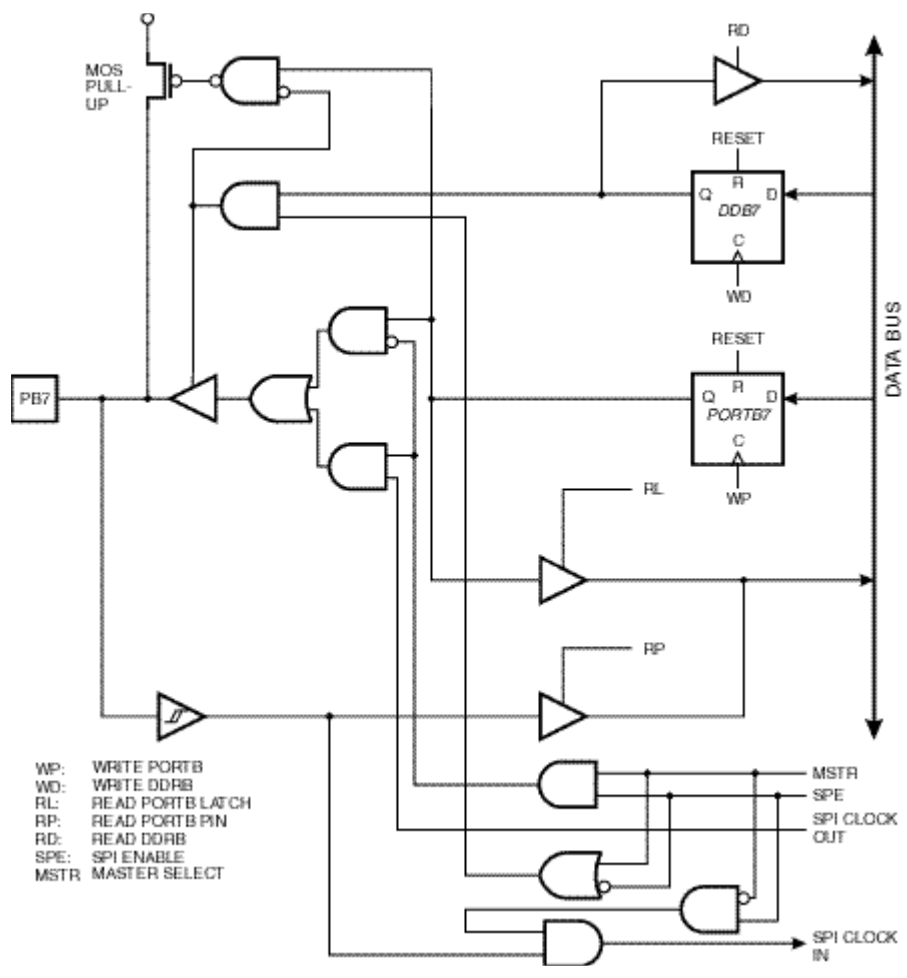 RD
MOS
PULL-
UP
RESET
R
Q
D
DDB7
C
WD
DATA BUS
RESET
R
Q
D
PB7
PORTB7
C
WP
RL
RP
WP: WRITE PORTB
WD: WRITE DDRB
RL: READ PORTB LATCH
RP: READ PORTB PIN
RD: READ DDRB
SPE: SPI ENABLE
MSTR MASTER SELECT
MSTR
SPE
SPI CLOCK
OUT
SPI CLOCK
IN